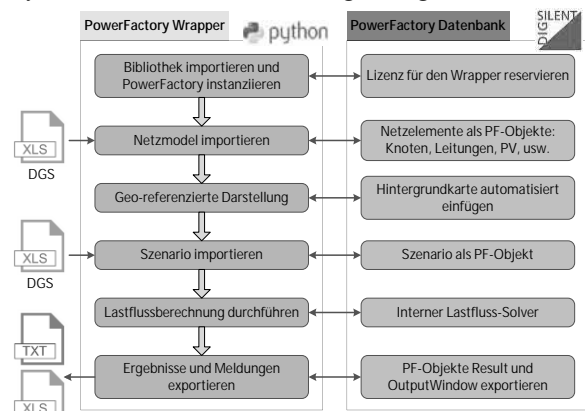 PowerFactory Wrapper
python
PowerFactory Datenbank
DIG
SILENT
Bibliothek importieren und
PowerFactory instanziieren
Lizenz für den Wrapper reservieren
XLS
DGS
Netzmodel importieren
Netzelemente als PF-Objekte:
Knoten, Leitungen, PV, usw.
Geo-referenzierte Darstellung
Hintergrundkarte automatisiert
einfügen
XLS
DGS
Szenario importieren
Szenario als PF-Objekt
Lastflussberechnung durchführen
Interner Lastfluss-Solver
TXT
XLS
Ergebnisse und Meldungen
exportieren
PF-Objekte Result und
OutputWindow exportieren